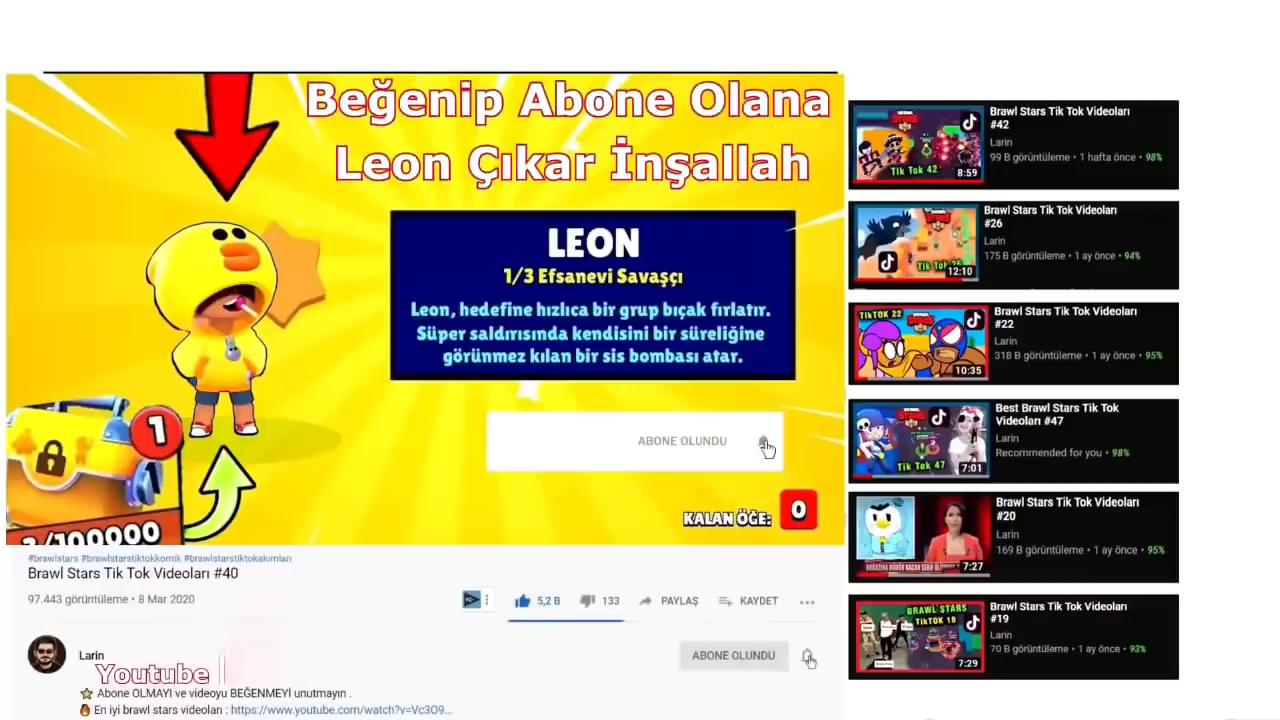 Beğenip Abone Olana
Leon Çıkar İnşallah
LEON
1/3 Efsanevi Savaşçı
Leon, hedefine hızlıca bir grup bıçak fırlatır.
Süper saldırısında kendisini bir süreliğine
görünmez kılan bir sis bombası atar.
ABONE OLUNDU
1
KALAN ÖĞE: 0
/100000
#brawlstars #brawlstarstiktokkomik #brawlstarstiktokakımları
Brawl Stars Tik Tok Videoları #40
97.443 görüntüleme • 8 Mar 2020
5,2 B
133
PAYLAŞ
KAYDET
Larin
ABONE OLUNDU
Youtube
Abone OLMAYI ve videoyu BEĞENMEYİ unutmayın .
En iyi brawl stars videoları : https://www.youtube.com/watch?v=Vc3O9...
Tik Tok 42
8:59
Brawl Stars Tik Tok Videoları
#42
Larin
99 B görüntüleme • 1 hafta önce • 98%
12:10
Brawl Stars Tik Tok Videoları
#26
Larin
175 B görüntüleme • 1 ay önce • 94%
TikTOK 22
10:35
Brawl Stars Tik Tok Videoları
#22
Larin
318 B görüntüleme • 1 ay önce • 95%
Tik Tok 47
7:01
Best Brawl Stars Tik Tok
Videoları #47
Larin
Recommended for you • 98%
7:27
Brawl Stars Tik Tok Videoları
#20
Larin
169 B görüntüleme • 1 ay önce • 95%
BRAWL STARS
TikTOK 19
7:29
Brawl Stars Tik Tok Videoları
#19
Larin
70 B görüntüleme • 1 ay önce • 93%